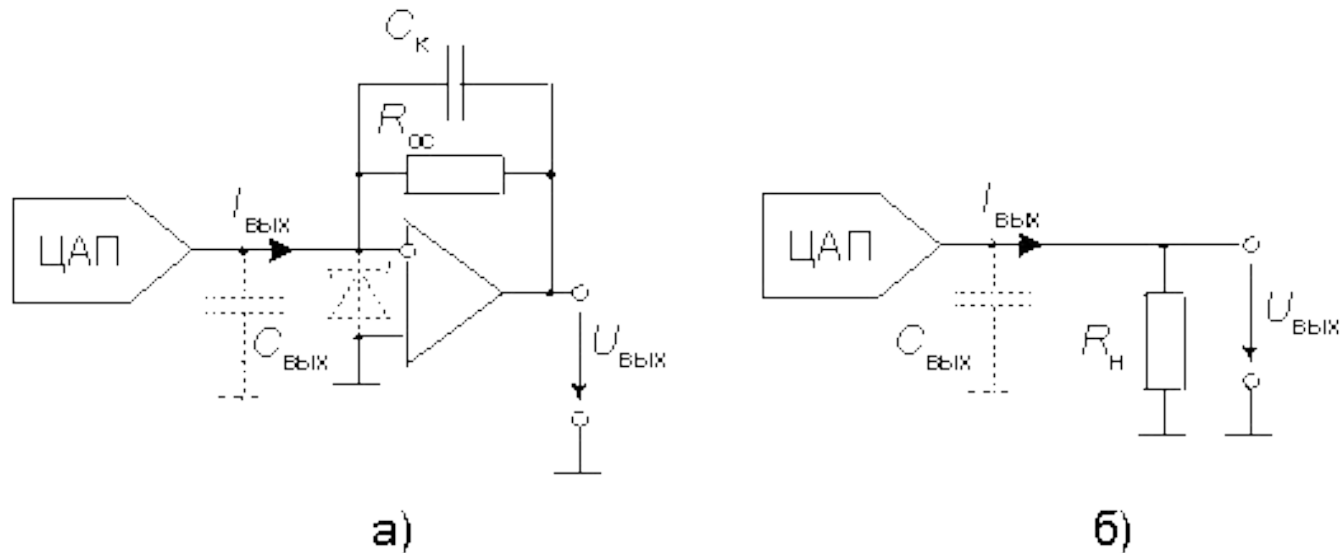 Cк
Rос
ЦАП
Iвых
Cвых
Uвых
а)
ЦАП
Iвых
Cвых
Rн
Uвых
б)